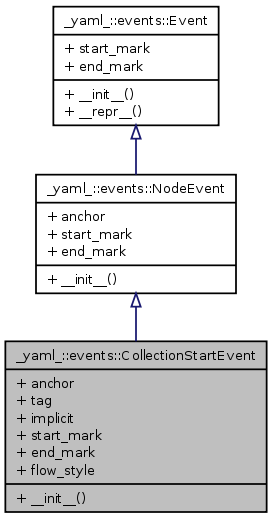 _yaml_::events::Event
+ start_mark
+ end_mark
+ __init__()
+ __repr__()
_yaml_::events::NodeEvent
+ anchor
+ start_mark
+ end_mark
+ __init__()
_yaml_::events::CollectionStartEvent
+ anchor
+ tag
+ implicit
+ start_mark
+ end_mark
+ flow_style
+ __init__()